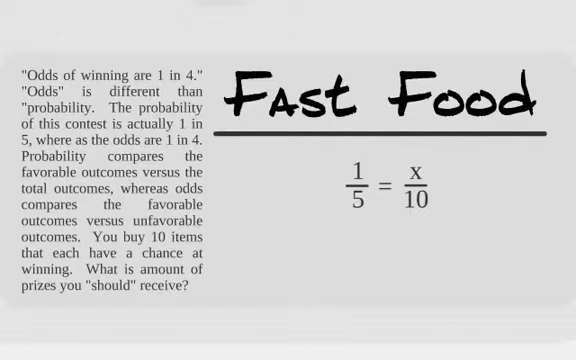 "Odds of winning are 1 in 4."
"Odds" is different than
"probability. The probability
of this contest is actually 1 in
5, where as the odds are 1 in 4.
Probability compares the
favorable outcomes versus the
total outcomes, whereas odds
compares the favorable
outcomes versus unfavorable
outcomes. You buy 10 items
that each have a chance at
winning. What is amount of
prizes you "should" receive?
Fast Food
1/5 = x/10